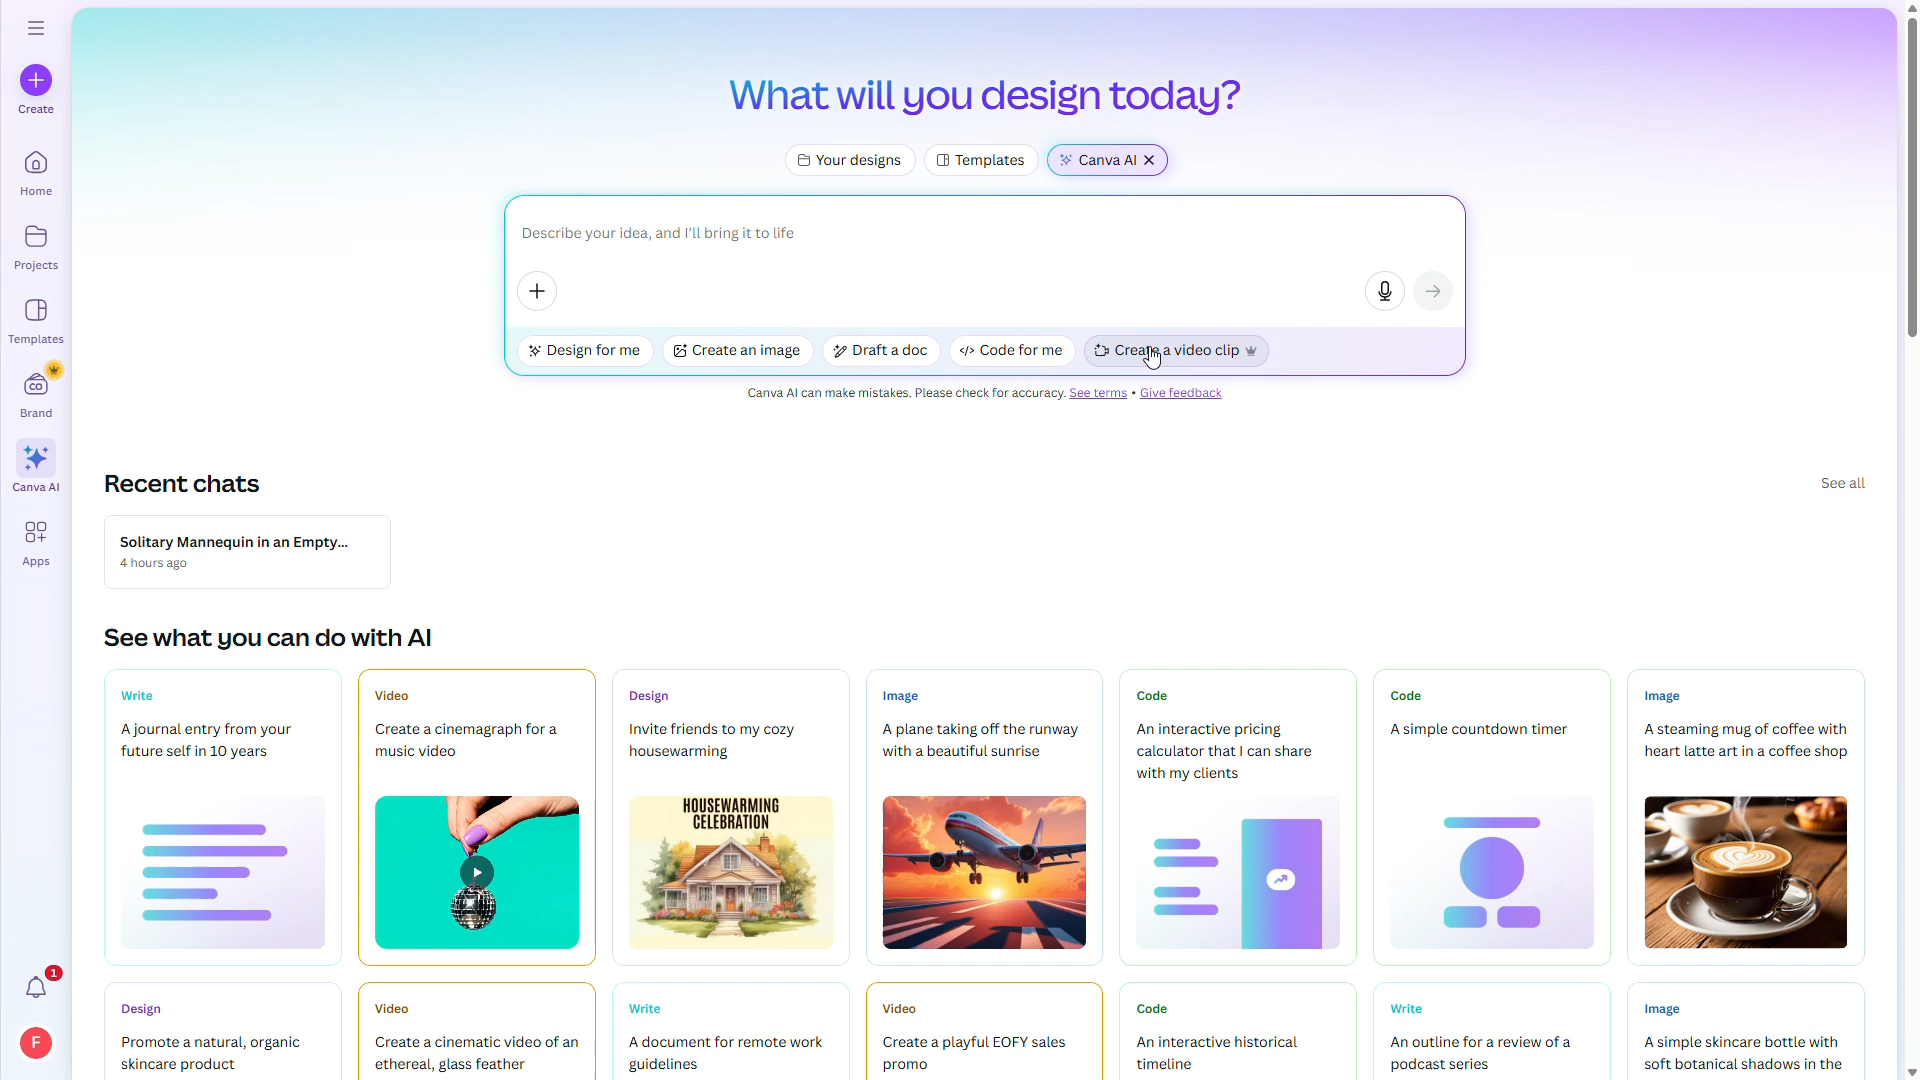 Create
Home
Projects
Templates
Brand
Canva AI
Apps
1
F
What will you design today?
Your designs
Templates
Canva AI
Describe your idea, and I'll bring it to life
Design for me
Create an image
Draft a doc
Code for me
Create a video clip
Canva AI can make mistakes. Please check for accuracy. See terms • Give feedback
Recent chats
See all
Solitary Mannequin in an Empty...
4 hours ago
See what you can do with AI
Write
A journal entry from your
future self in 10 years
Video
Create a cinemagraph for a
music video
Design
Invite friends to my cozy
housewarming
HOUSEWARMING
CELEBRATION
Image
A plane taking off the runway
with a beautiful sunrise
Code
An interactive pricing
calculator that I can share
with my clients
Code
A simple countdown timer
Image
A steaming mug of coffee with
heart latte art in a coffee shop
Design
Promote a natural, organic
skincare product
Video
Create a cinematic video of an
ethereal, glass feather
Write
A document for remote work
guidelines
Video
Create a playful EOFY sales
promo
Code
An interactive historical
timeline
Write
An outline for a review of a
podcast series
Image
A simple skincare bottle with
soft botanical shadows in the